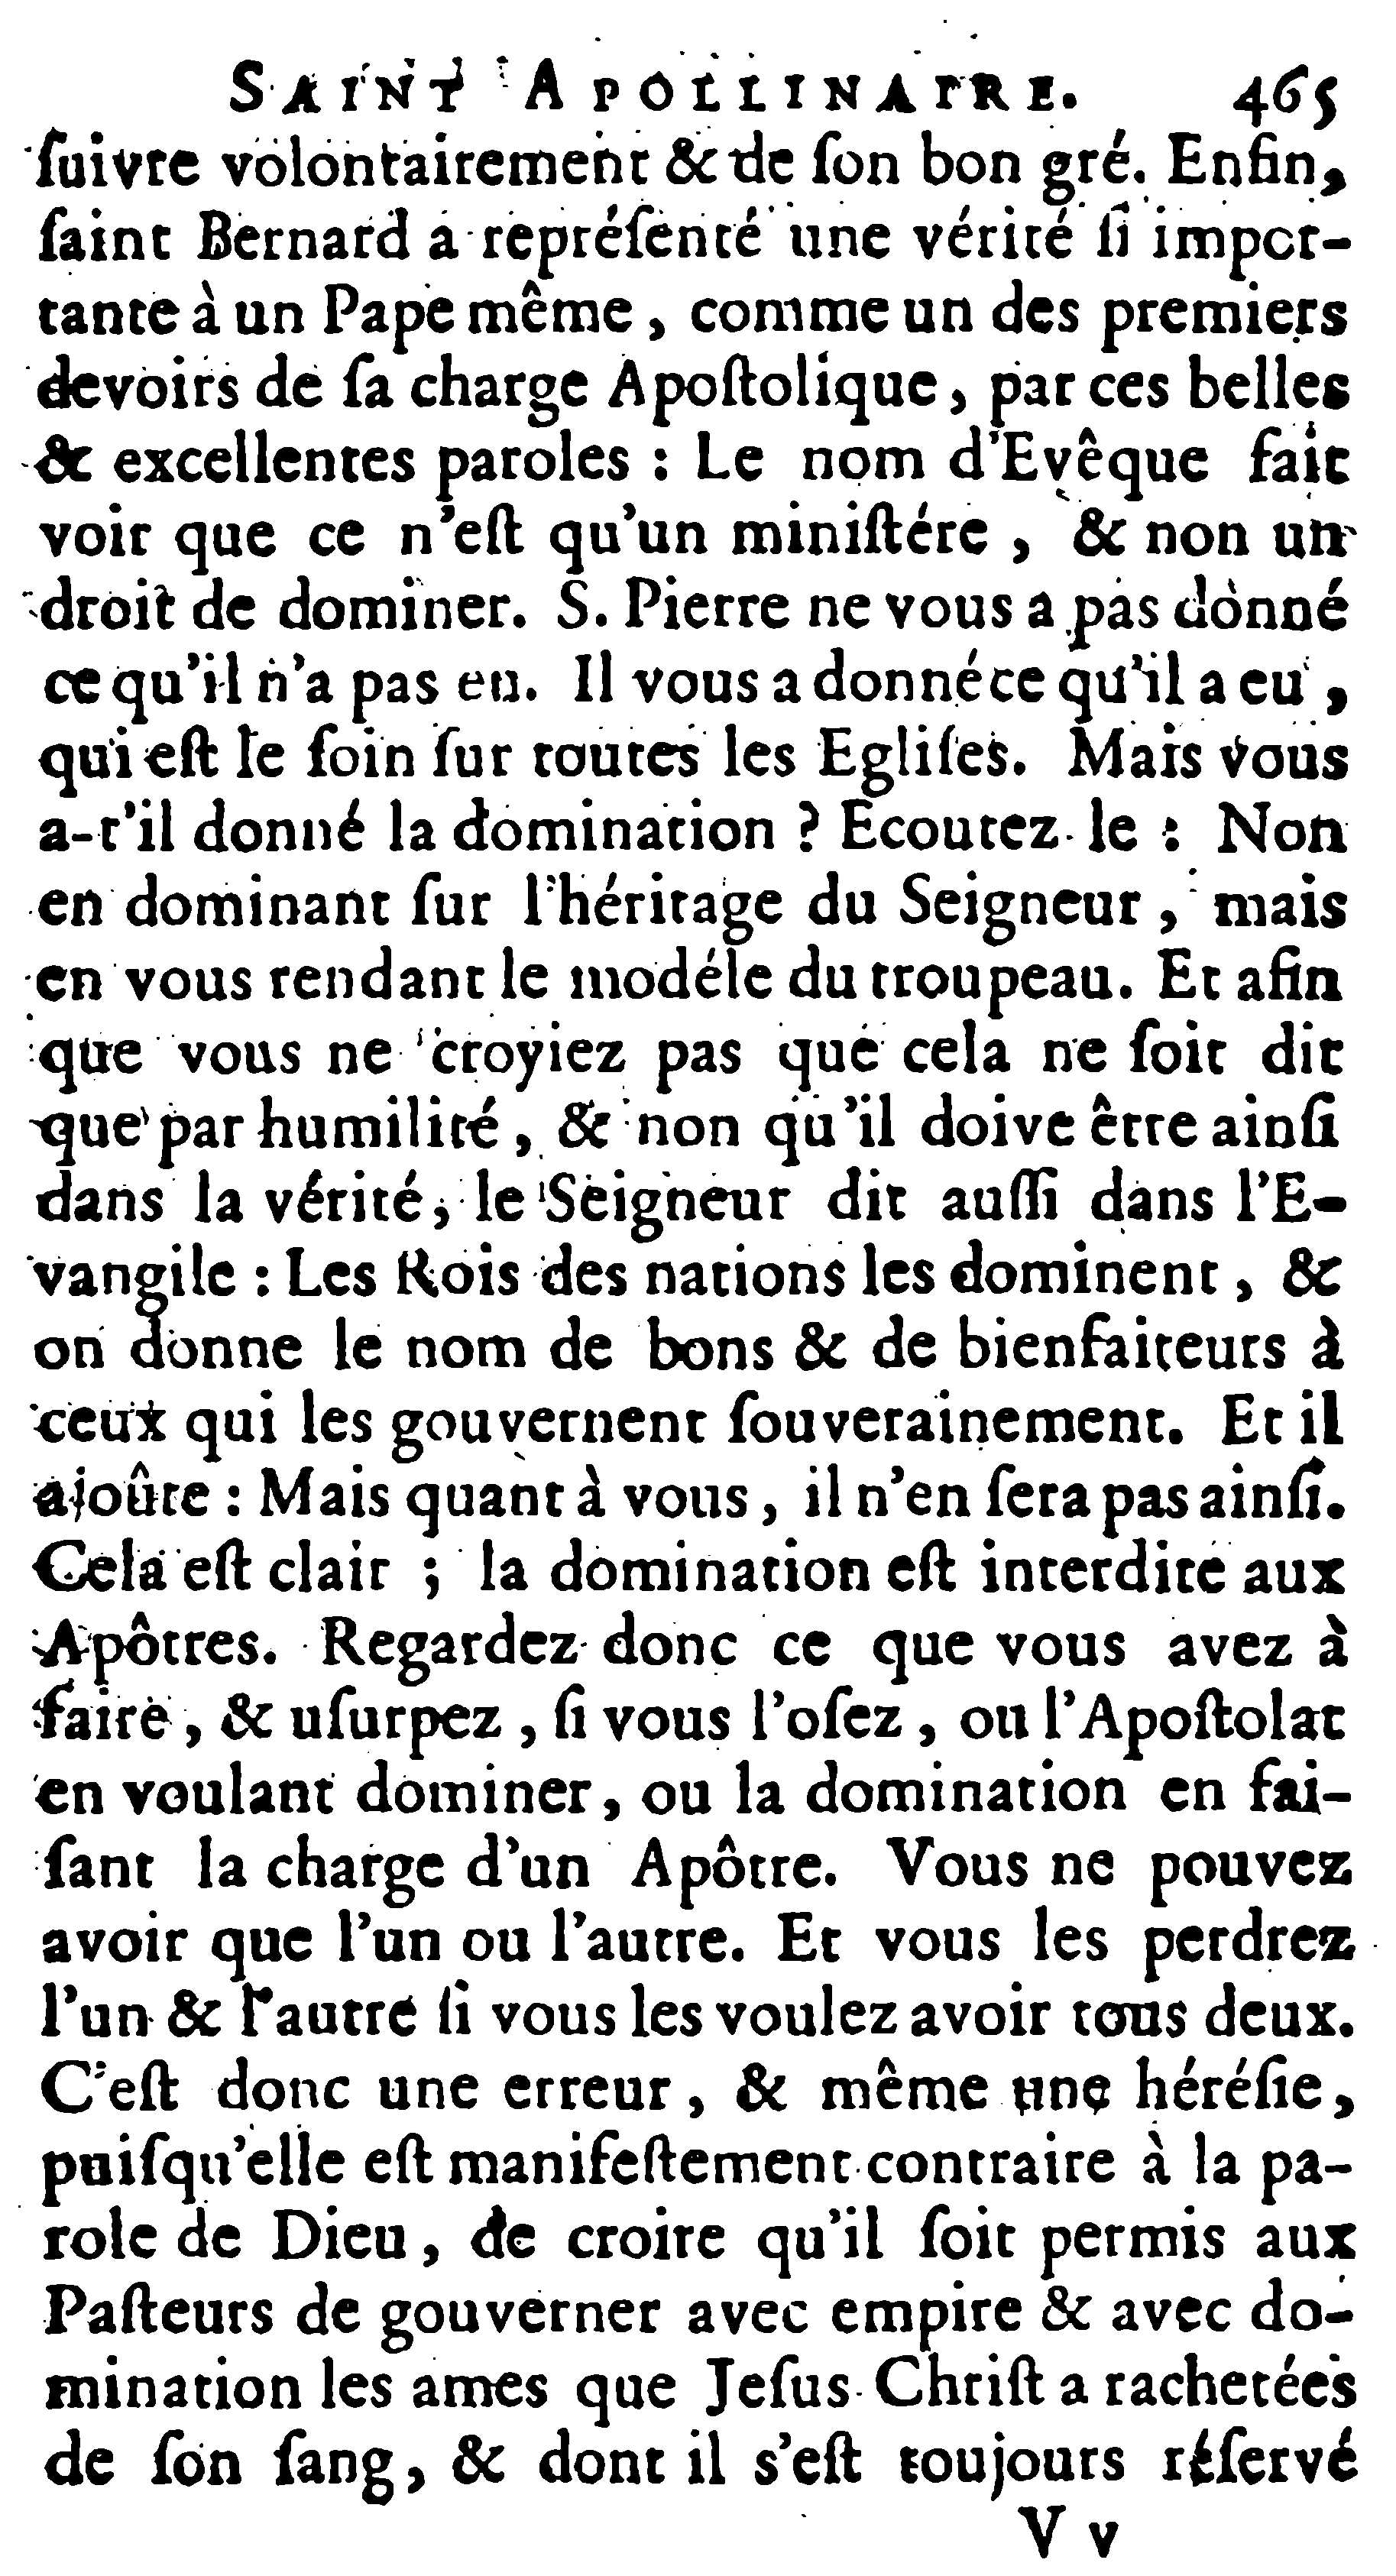 SAINT APOLLINAIRE. 465
ſuivre volontairement & de ſon bon gré. Enfin,
ſaint Bernard a repréſenté une vérité ſi impor-
tante à un Pape même, comme un des premiers
devoirs de ſa charge Apoſtolique, par ces belles
& excellentes paroles : Le nom d'Evêque fait
voir que ce n'eſt qu'un miniſtére, & non un
droit de dominer. S. Pierre ne vous a pas donné
ce qu'il n'a pas eu. Il vous a donné ce qu'il a eu,
qui eſt le ſoin ſur toutes les Egliſes. Mais vous
a-t'il donné la domination ? Ecoutez le : Non
en dominant ſur l'héritage du Seigneur, mais
en vous rendant le modéle du troupeau. Et afin
que vous ne croyiez pas que cela ne ſoit dit
que par humilité, & non qu'il doive être ainſi
dans la vérité, le Seigneur dit auſſi dans l'E-
vangile : Les Rois des nations les dominent, &
on donne le nom de bons & de bienfaiteurs à
ceux qui les gouvernent ſouverainement. Et il
ajoûte : Mais quant à vous, il n'en ſera pas ainſi.
Cela eſt clair ; la domination eſt interdite aux
Apôtres. Regardez donc ce que vous avez à
faire, & uſurpez, ſi vous l'oſez, ou l'Apoſtolat
en voulant dominer, ou la domination en fai-
ſant la charge d'un Apôtre. Vous ne pouvez
avoir que l'un ou l'autre. Et vous les perdrez
l'un & l'autre ſi vous les voulez avoir tous deux.
C'eſt donc une erreur, & même une héréſie,
puiſqu'elle eſt manifeſtement contraire à la pa-
role de Dieu, de croire qu'il ſoit permis aux
Paſteurs de gouverner avec empire & avec do-
mination les ames que Jeſus-Chriſt a rachetées
de ſon ſang, & dont il s'eſt toujours réſervé
V v